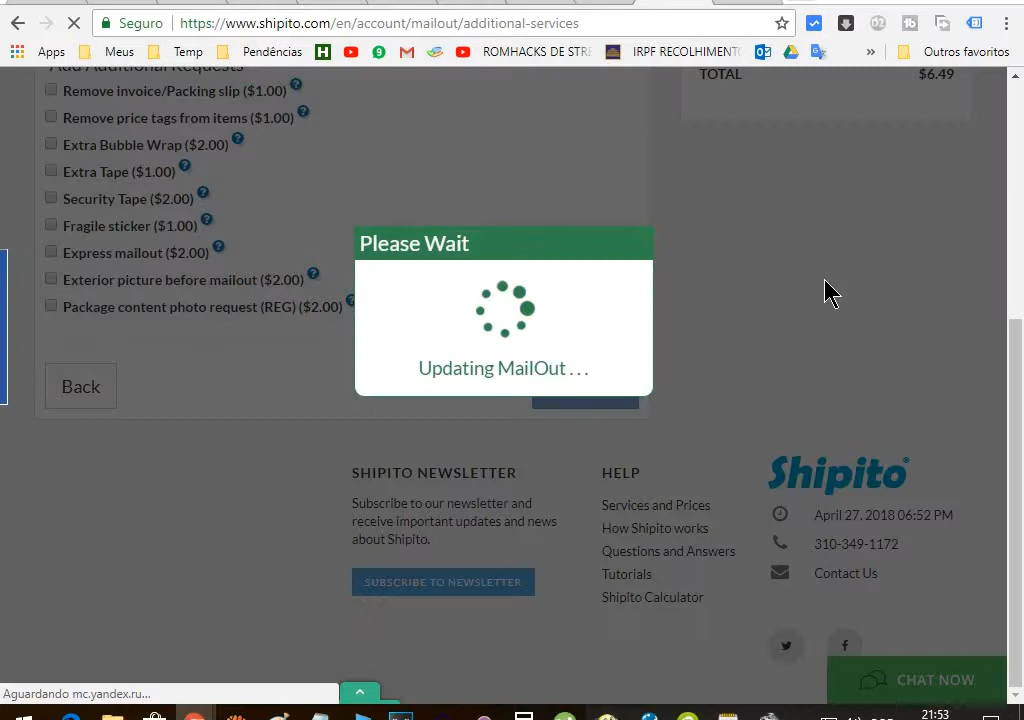 Seguro
https://www.shipito.com/en/account/mailout/additional-services
Apps
Meus
Temp
Pendências
ROMHACKS DE STRE
IRPF RECOLHIMENT
»
Outros favoritos
Add Additional Requests
Remove invoice/Packing slip ($1.00)
Remove price tags from items ($1.00)
Extra Bubble Wrap ($2.00)
Extra Tape ($1.00)
Security Tape ($2.00)
Fragile sticker ($1.00)
Express mailout ($2.00)
Exterior picture before mailout ($2.00)
Package content photo request (REG) ($2.00)
TOTAL $6.49
Please Wait
Updating MailOut . . .
Back
SHIPITO NEWSLETTER
Subscribe to our newsletter and
receive important updates and news
about Shipito.
SUBSCRIBE TO NEWSLETTER
HELP
Services and Prices
How Shipito works
Questions and Answers
Tutorials
Shipito Calculator
Shipito
April 27, 2018 06:52 PM
310-349-1172
Contact Us
CHAT NOW
Aguardando mc.yandex.ru...
21:53